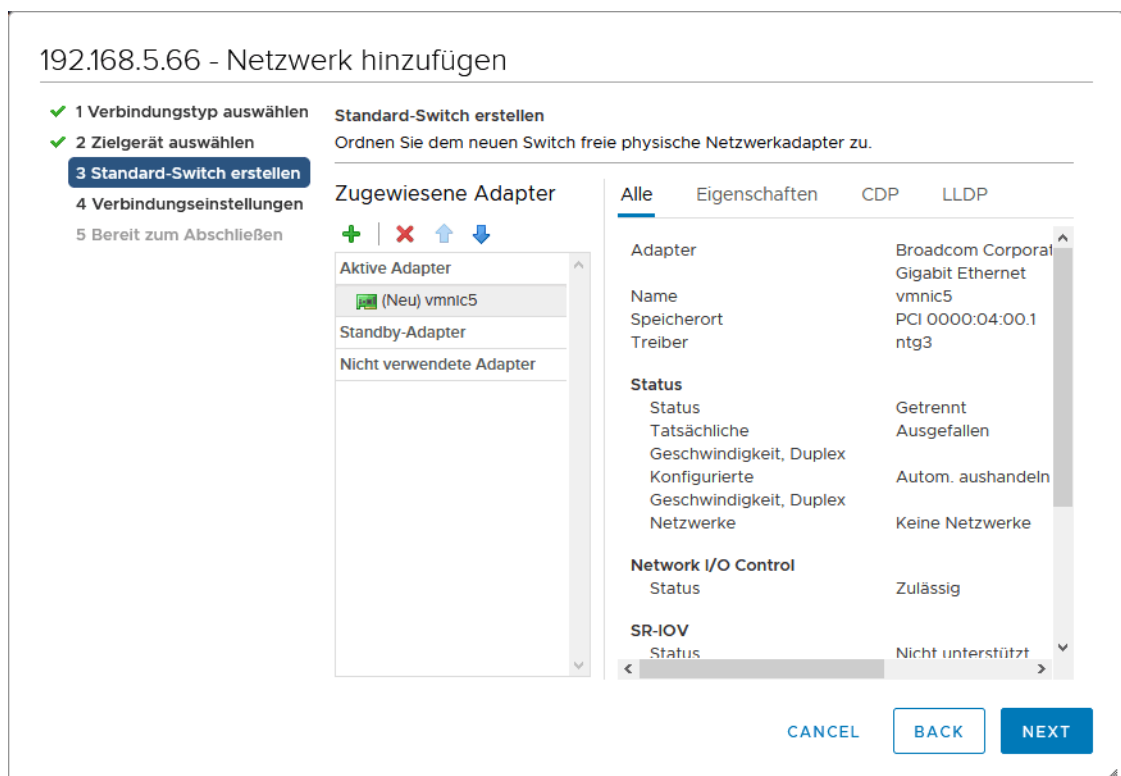 192.168.5.66 - Netzwerk hinzufügen
1 Verbindungstyp auswählen
2 Zielgerät auswählen
3 Standard-Switch erstellen
4 Verbindungseinstellungen
5 Bereit zum Abschließen
Standard-Switch erstellen
Ordnen Sie dem neuen Switch freie physische Netzwerkadapter zu.
Zugewiesene Adapter
Aktive Adapter
(Neu) vmnic5
Standby-Adapter
Nicht verwendete Adapter
Alle Eigenschaften CDP LLDP
Adapter Broadcom Corporat
Gigabit Ethernet
Name vmnic5
Speicherort PCI 0000:04:00.1
Treiber ntg3
Status
Status Getrennt
Tatsächliche Ausgefallen
Geschwindigkeit, Duplex
Konfigurierte Autom. aushandeln
Geschwindigkeit, Duplex
Netzwerke Keine Netzwerke
Network I/O Control
Status Zulässig
SR-IOV
Status Nicht unterstützt
CANCEL BACK NEXT